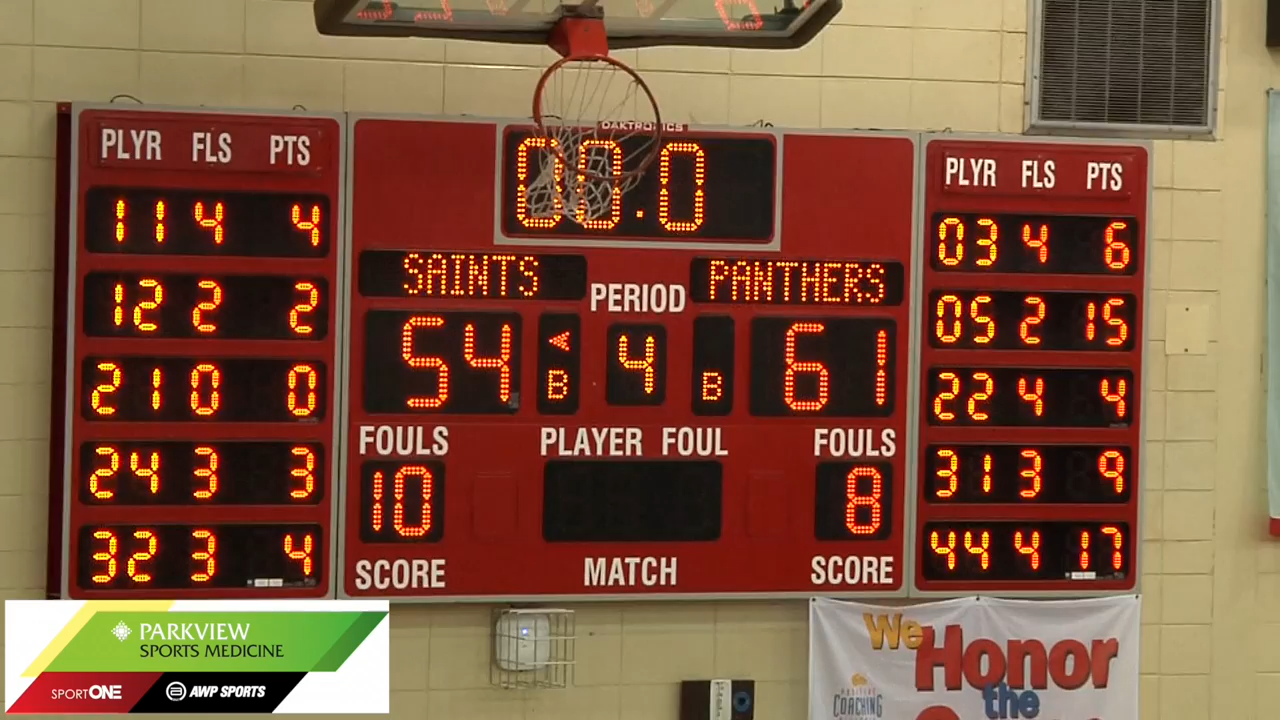 DAKTRONICS
00.0
PLYR FLS PTS
11 4 4
12 2 2
21 0 0
24 3 3
32 3 4
SAINTS PERIOD PANTHERS
54 A B 4 B 61
FOULS PLAYER FOUL FOULS
10 8
SCORE MATCH SCORE
PLYR FLS PTS
03 4 6
05 2 15
22 4 4
31 3 9
44 4 17
PARKVIEW
SPORTS MEDICINE
SPORTONE AWP SPORTS
We
Honor
the
POSITIVE
COACHING